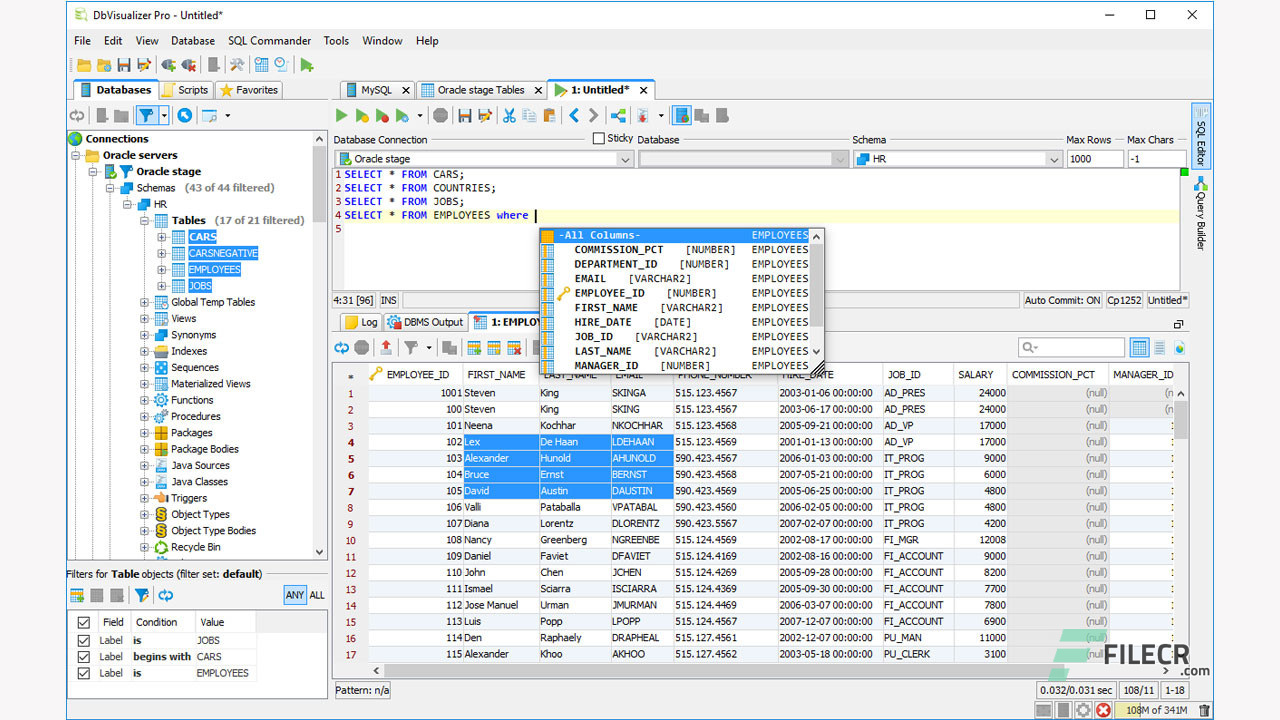 DbVisualizer Pro - Untitled*
File Edit View Database SQL Commander Tools Window Help
Databases Scripts Favorites
MySQL Oracle stage Tables 1: Untitled*
Connections
Oracle servers
Oracle stage
Schemas (43 of 44 filtered)
HR
Tables (17 of 21 filtered)
CARS
CARSNEGATIVE
EMPLOYEES
JOBS
Global Temp Tables
Views
Synonyms
Indexes
Sequences
Materialized Views
Functions
Procedures
Packages
Package Bodies
Java Sources
Java Classes
Triggers
Object Types
Object Type Bodies
Recycle Bin
Filters for Table objects (filter set: default)
ANY ALL
Field Condition Value
Label is JOBS
Label begins with CARS
Label is EMPLOYEES
Database Connection Sticky Database Schema Max Rows Max Chars
Oracle stage HR 1000 -1
1 SELECT * FROM CARS;
2 SELECT * FROM COUNTRIES;
3 SELECT * FROM JOBS;
4 SELECT * FROM EMPLOYEES where
5
SQL Editor
Query Builder
-All Columns- EMPLOYEES
COMMISSION_PCT [NUMBER] EMPLOYEES
DEPARTMENT_ID [NUMBER] EMPLOYEES
EMAIL [VARCHAR2] EMPLOYEES
EMPLOYEE_ID [NUMBER] EMPLOYEES
FIRST_NAME [VARCHAR2] EMPLOYEES
HIRE_DATE [DATE] EMPLOYEES
JOB_ID [VARCHAR2] EMPLOYEES
LAST_NAME [VARCHAR2] EMPLOYEES
MANAGER_ID [NUMBER] EMPLOYEES
4:31 [96] INS Auto Commit: ON Cp1252 Untitled*
Log DBMS Output 1: EMPLOY
* EMPLOYEE_ID FIRST_NAME LAST_NAME EMAIL PHONE_NUMBER HIRE_DATE JOB_ID SALARY COMMISSION_PCT MANAGER_ID
1 1001 Steven King SKINGA 515.123.4567 2003-01-06 00:00:00 AD_PRES 24000 (null) (n
2 100 Steven King SKING 515.123.4567 2003-06-17 00:00:00 AD_PRES 24000 (null) (n
3 101 Neena Kochhar NKOCHHAR 515.123.4568 2005-09-21 00:00:00 AD_VP 17000 (null) 1
4 102 Lex De Haan LDEHAAN 515.123.4569 2001-01-13 00:00:00 AD_VP 17000 (null) 1
5 103 Alexander Hunold AHUNOLD 590.423.4567 2006-01-03 00:00:00 IT_PROG 9000 (null) 1
6 104 Bruce Ernst BERNST 590.423.4568 2007-05-21 00:00:00 IT_PROG 6000 (null) 1
7 105 David Austin DAUSTIN 590.423.4569 2005-06-25 00:00:00 IT_PROG 4800 (null) 1
8 106 Valli Pataballa VPATABAL 590.423.4560 2006-02-05 00:00:00 IT_PROG 4800 (null) 1
9 107 Diana Lorentz DLORENTZ 590.423.5567 2007-02-07 00:00:00 IT_PROG 4200 (null) 1
10 108 Nancy Greenberg NGREENBE 515.124.4569 2002-08-17 00:00:00 FI_MGR 12008 (null) 1
11 109 Daniel Faviet DFAVIET 515.124.4169 2002-08-16 00:00:00 FI_ACCOUNT 9000 (null) 1
12 110 John Chen JCHEN 515.124.4269 2005-09-28 00:00:00 FI_ACCOUNT 8200 (null) 1
13 111 Ismael Sciarra ISCIARRA 515.124.4369 2005-09-30 00:00:00 FI_ACCOUNT 7700 (null) 1
14 112 Jose Manuel Urman JMURMAN 515.124.4469 2006-03-07 00:00:00 FI_ACCOUNT 7800 (null) 1
15 113 Luis Popp LPOPP 515.124.4567 2007-12-07 00:00:00 FI_ACCOUNT 6900 (null) 1
16 114 Den Raphaely DRAPHEAL 515.127.4561 2002-12-07 00:00:00 PU_MAN 11000 (null)
17 115 Alexander Khoo AKHOO 515.127.4562 2003-05-18 00:00:00 PU_CLERK 3100 (null)
FILECR
.com
Pattern: n/a 0.032/0.031 sec 108/11 1-18
108M of 341M